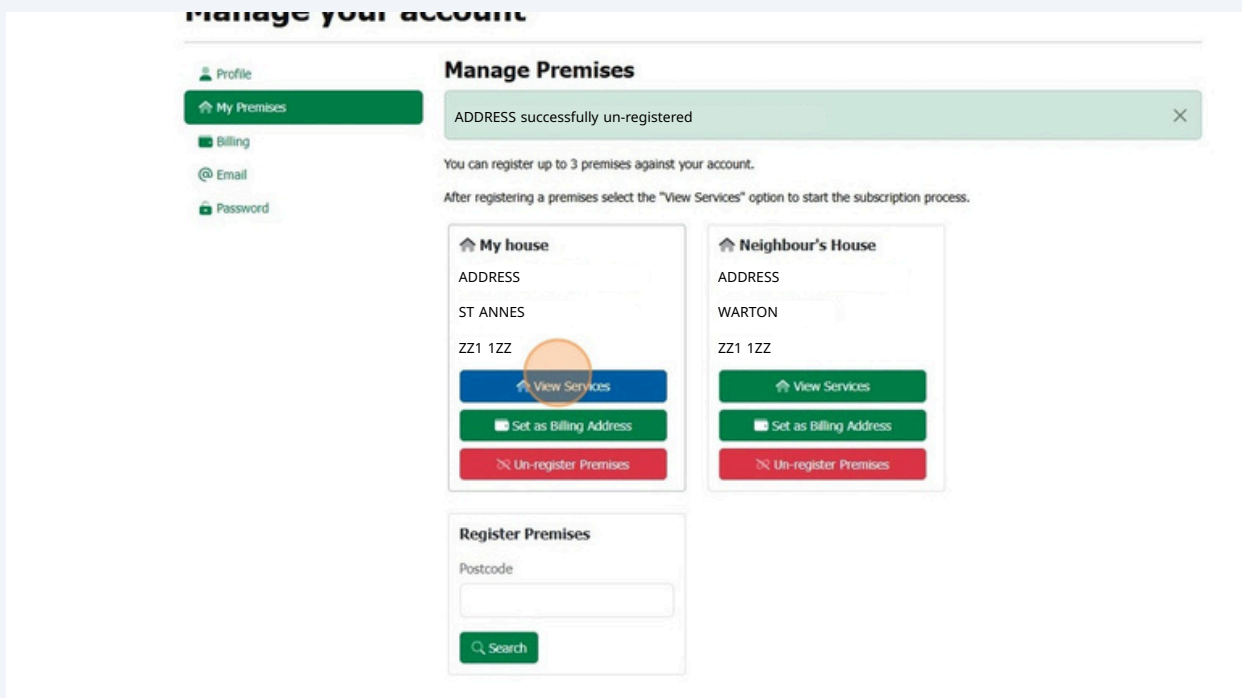 Manage your account
Profile
My Premises
Billing
@ Email
Password
Manage Premises
ADDRESS successfully un-registered
You can register up to 3 premises against your account.
After registering a premises select the "View Services" option to start the subscription process.
My house
ADDRESS
ST ANNES
ZZ1 1ZZ
View Services
Set as Billing Address
Un-register Premises
Neighbour's House
ADDRESS
WARTON
ZZ1 1ZZ
View Services
Set as Billing Address
Un-register Premises
Register Premises
Postcode
Search